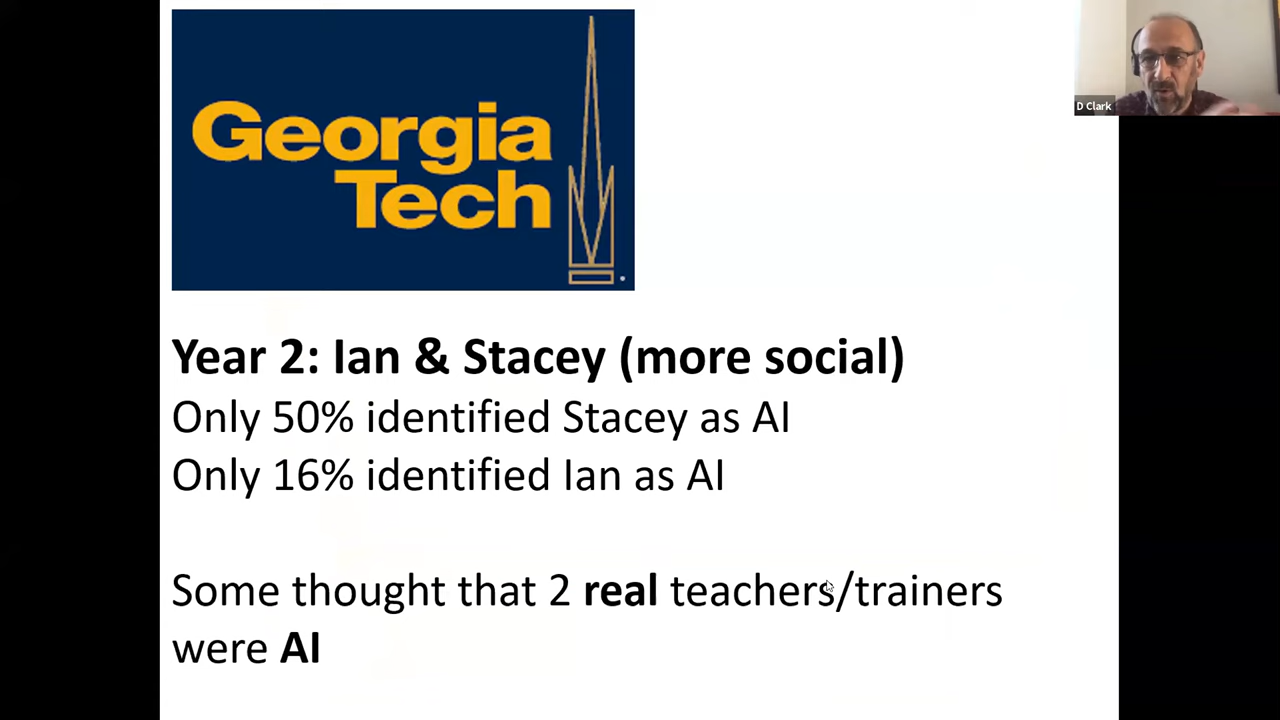 Georgia
Tech
D Clark
Year 2: Ian & Stacey (more social)
Only 50% identified Stacey as AI
Only 16% identified Ian as AI
Some thought that 2 real teachers/trainers
were AI